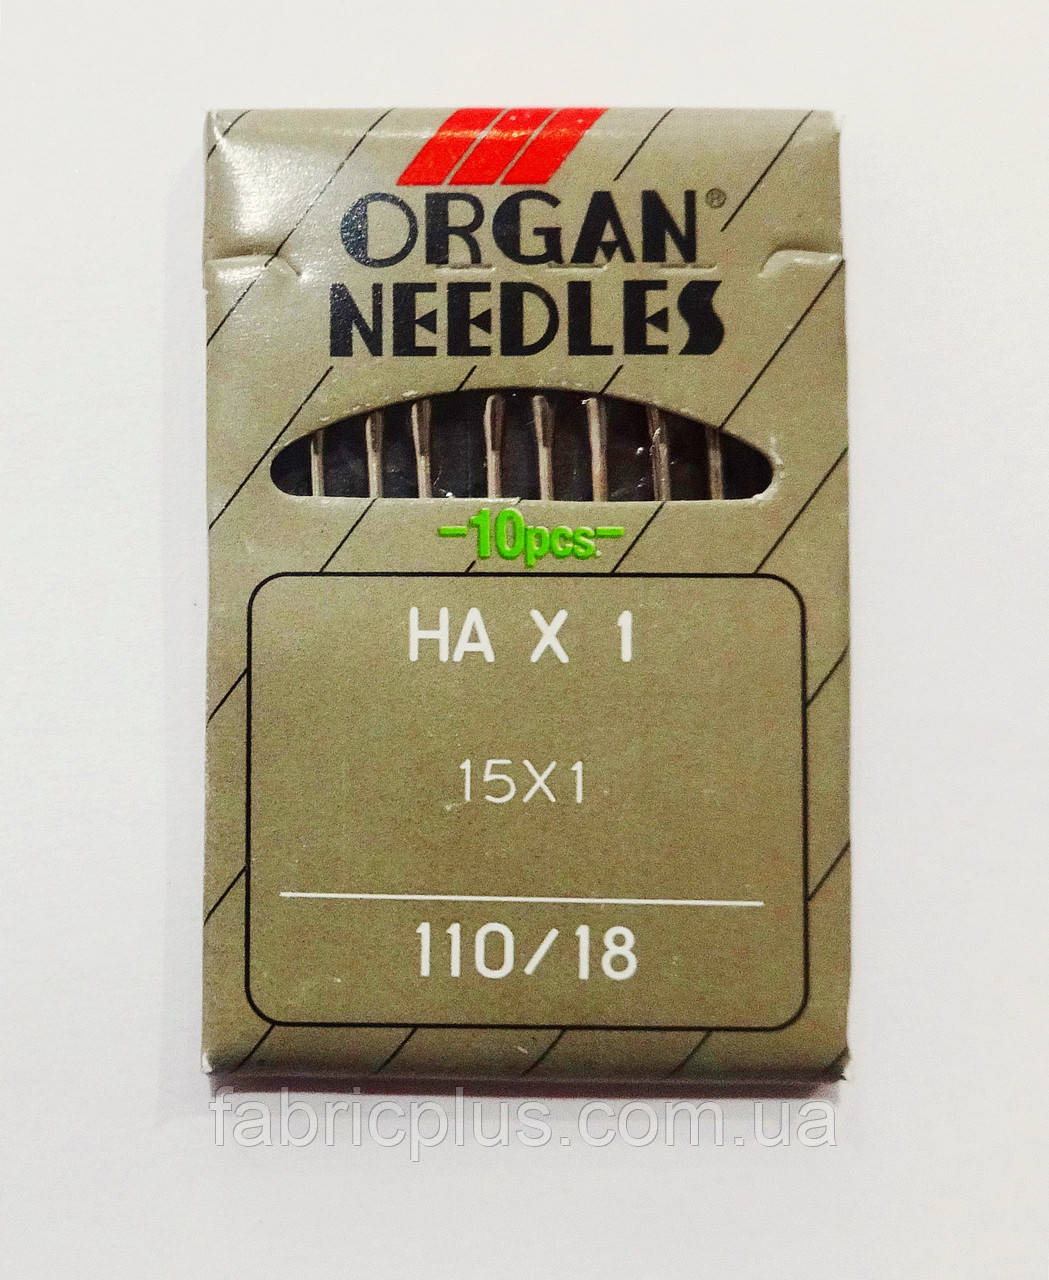 ORGAN®
NEEDLES
-10pcs.-
HA X 1
15X1
110/18
fabricplus.com.ua